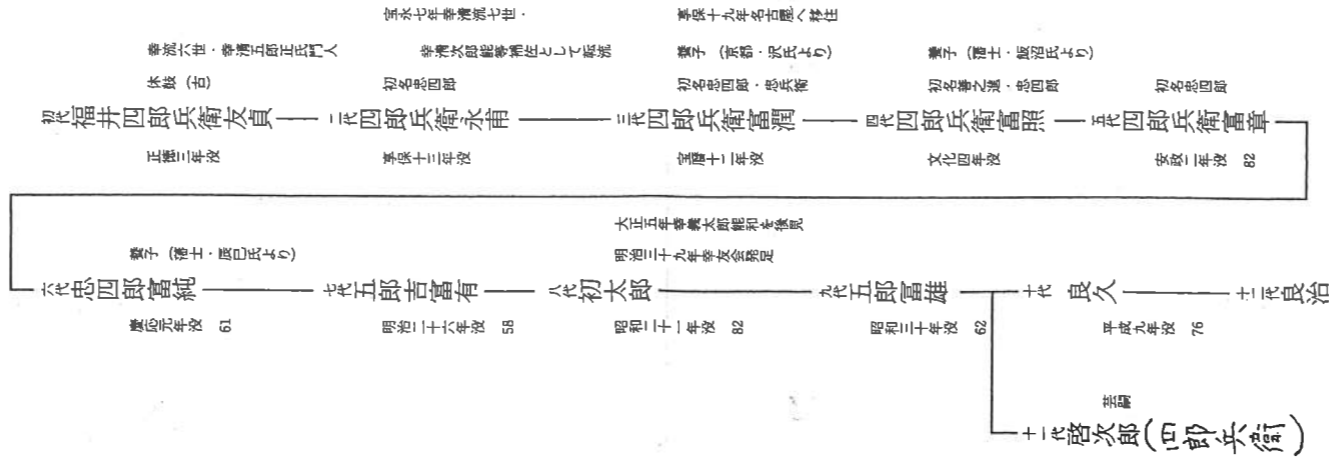 宝永七年幸清流七世・
享保十九年名古屋へ移住
幸流六世・幸清五郎正氏門人
幸清次郎能等補佐として転流
養子（京都・沢氏より）
養子（藩士・飯沼氏より）
休鼓（古）
初名忠四郎
初名忠四郎・忠兵衛
初名善之進・忠四郎
初名忠四郎
初代 福井四郎兵衛友貞
二代 四郎兵衛永甫
三代 四郎兵衛富潤
四代 四郎兵衛富照
五代 四郎兵衛富章
正徳三年没
享保十三年没
宝暦十一年没
文化四年没
安政二年没 82
大正五年幸義太郎能和を後見
養子（藩士・辰巳氏より）
明治二十九年幸友会発足
六代 忠四郎富純
七代 五郎吉富有
八代 初太郎
九代 五郎富雄
十代 良久
十二代 良治
慶応元年没 61
明治二十六年没 58
昭和二十一年没 82
昭和三十年没 62
平成九年没 76
芸嗣
十一代 啓次郎(四郎兵衛)